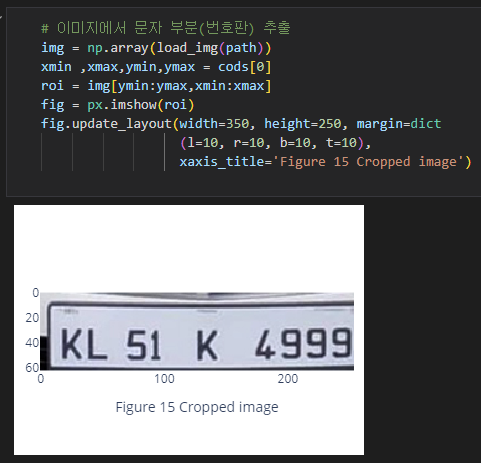 # 이미지에서 문자 부분(번호판) 추출
img = np.array(load_img(path))
xmin ,xmax,ymin,ymax = cods[0]
roi = img[ymin:ymax,xmin:xmax]
fig = px.imshow(roi)
fig.update_layout(width=350, height=250, margin=dict
(l=10, r=10, b=10, t=10),
xaxis_title='Figure 15 Cropped image')
0
20
40
60
KL 51 K 4999
0 100 200
Figure 15 Cropped image